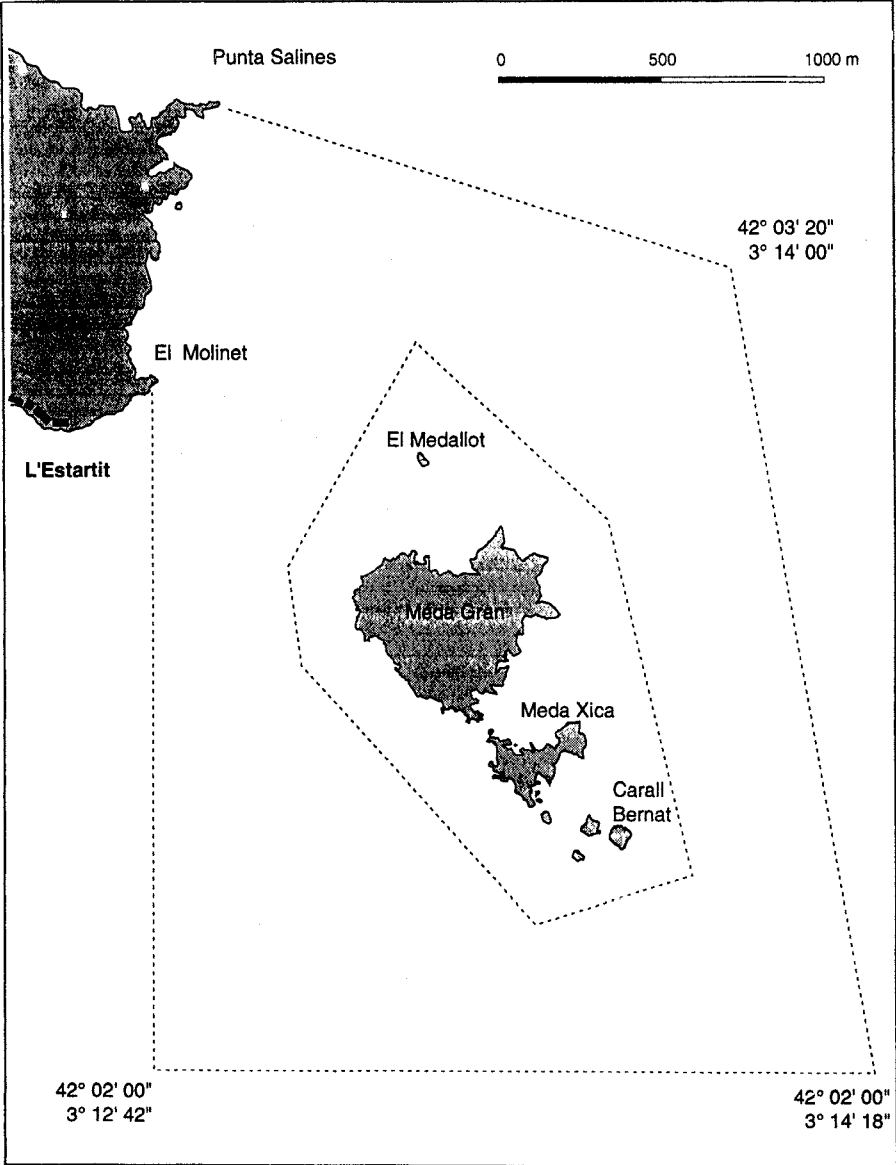 Punta Salines
0 500 1000 m
42° 03' 20"
3° 14' 00"
El Molinet
El Medallot
L'Estartit
Meda Gran
Meda Xica
Carall
Bernat
42° 02' 00"
3° 12' 42"
42° 02' 00"
3° 14' 18"